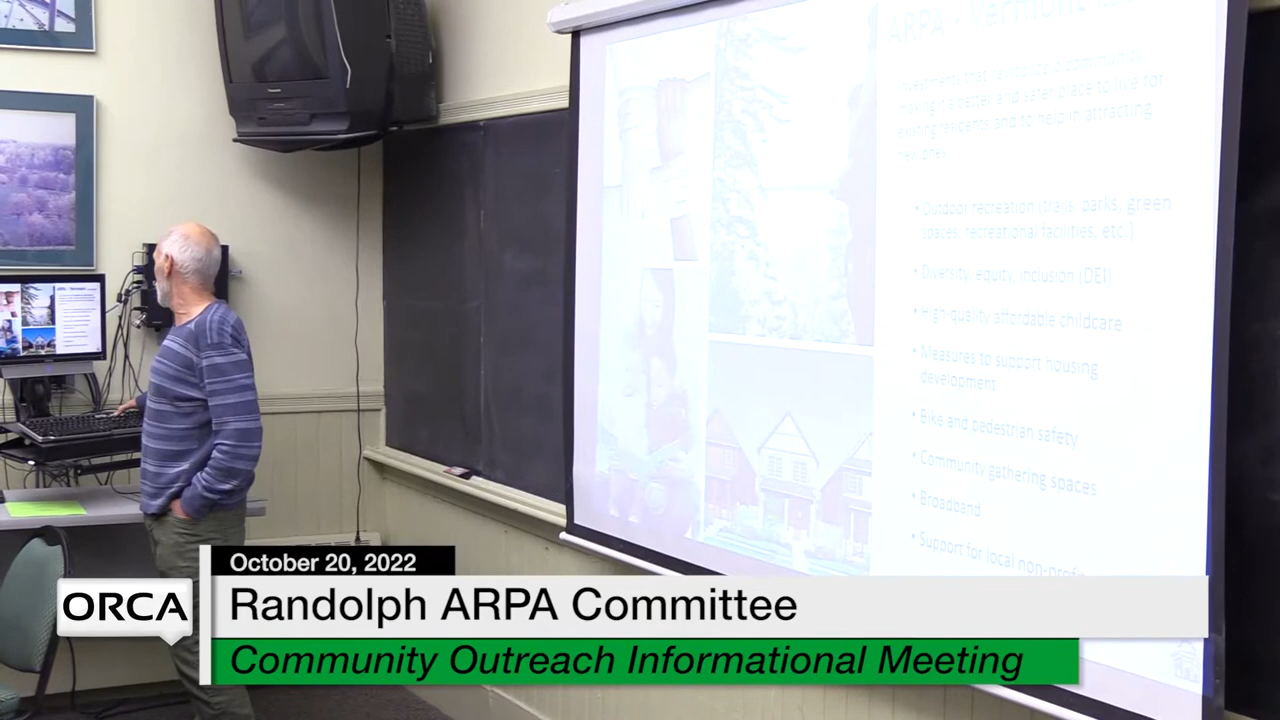 ARPA - Vermont
Investments that revitalize a community
making it a better and safer place to live for
existing residents and to help in attracting
new ones
• Outdoor recreation (trails, parks, green
spaces, recreational facilities, etc.)
• Diversity, equity, inclusion (DEI)
• High-quality affordable childcare
• Measures to support housing
development
• Bike and pedestrian safety
• Community gathering spaces
• Broadband
• Support for local non-profit
October 20, 2022
ORCA
Randolph ARPA Committee
Community Outreach Informational Meeting